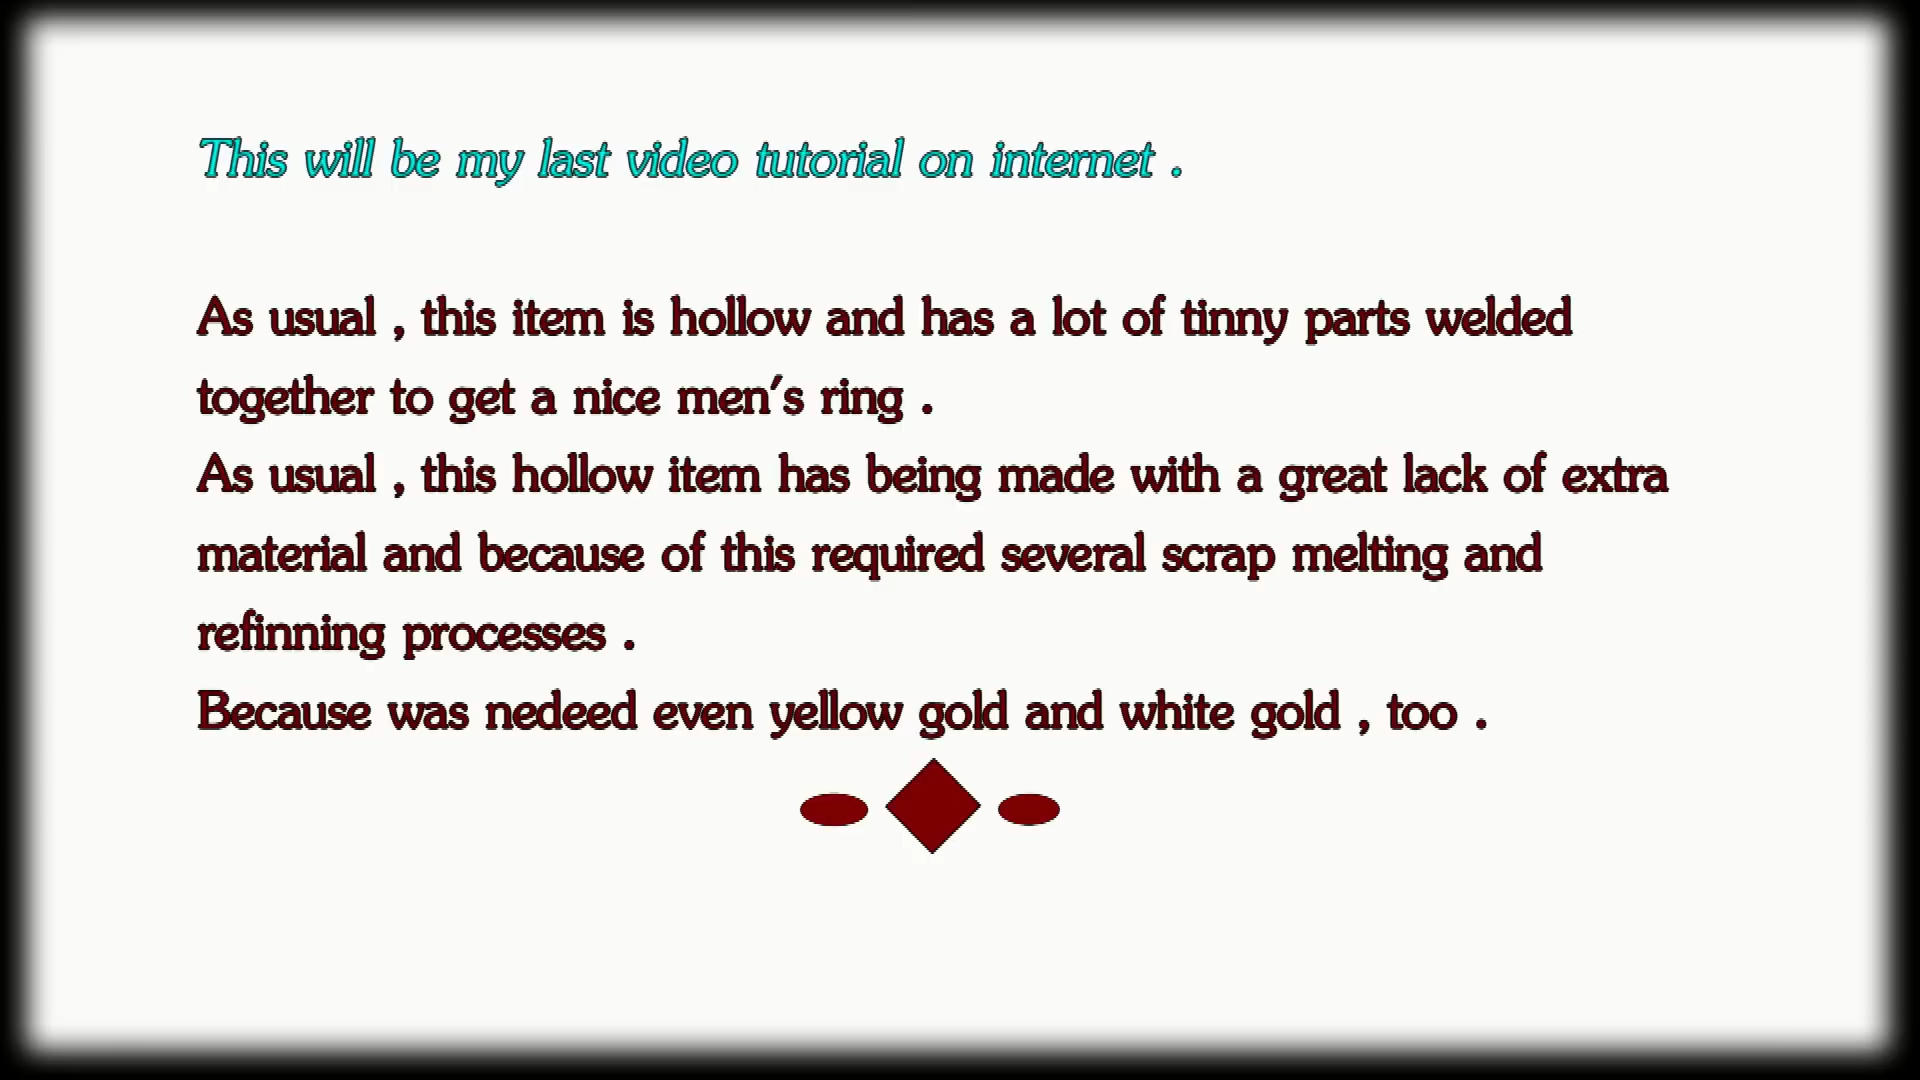 This will be my last video tutorial on internet .
As usual , this item is hollow and has a lot of tinny parts welded
together to get a nice men's ring .
As usual , this hollow item has being made with a great lack of extra
material and because of this required several scrap melting and
refinning processes .
Because was nedeed even yellow gold and white gold , too .